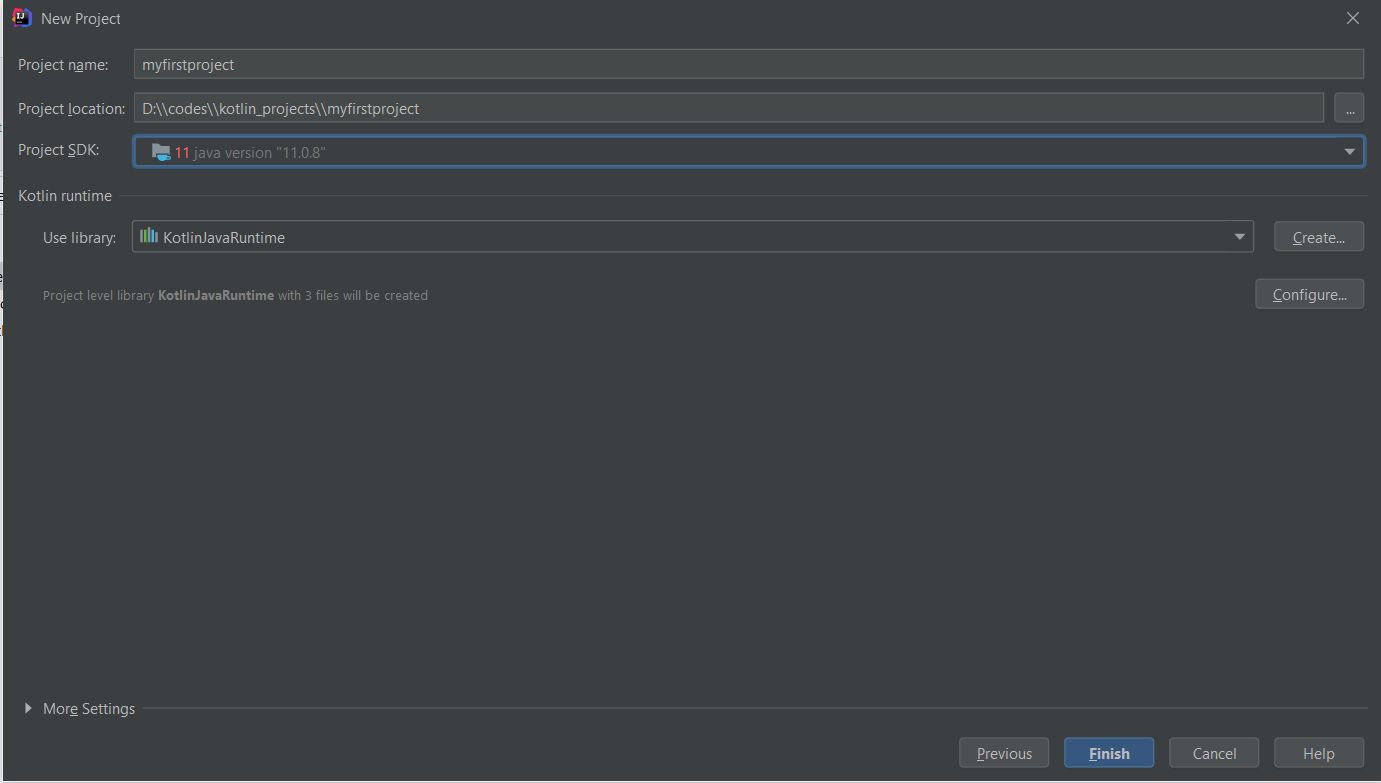 New Project
Project name: myfirstproject
Project location: D:\\codes\\kotlin_projects\\myfirstproject ...
Project SDK: 11 java version "11.0.8"
Kotlin runtime
Use library: KotlinJavaRuntime Create...
Project level library KotlinJavaRuntime with 3 files will be created Configure...
More Settings
Previous Finish Cancel Help